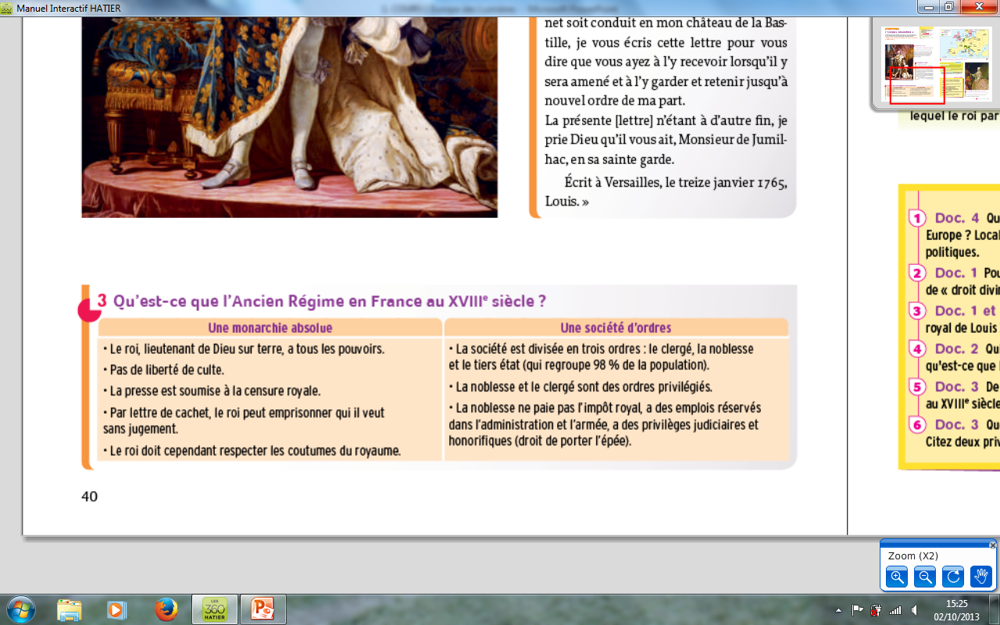 Manuel Interactif HATIER
net soit conduit en mon château de la Bas-
tille, je vous écris cette lettre pour vous
dire que vous ayez à l'y recevoir lorsqu'il y
sera amené et à l'y garder et retenir jusqu'à
nouvel ordre de ma part.
La présente [lettre] n'étant à d'autre fin, je
prie Dieu qu'il vous ait, Monsieur de Jumil-
hac, en sa sainte garde.
Écrit à Versailles, le treize janvier 1765,
Louis. »
3 Qu'est-ce que l'Ancien Régime en France au XVIIIe siècle ?
Une monarchie absolue
• Le roi, lieutenant de Dieu sur terre, a tous les pouvoirs.
• Pas de liberté de culte.
• La presse est soumise à la censure royale.
• Par lettre de cachet, le roi peut emprisonner qui il veut
sans jugement.
• Le roi doit cependant respecter les coutumes du royaume.
Une société d'ordres
• La société est divisée en trois ordres : le clergé, la noblesse
et le tiers état (qui regroupe 98 % de la population).
• La noblesse et le clergé sont des ordres privilégiés.
• La noblesse ne paie pas l'impôt royal, a des emplois réservés
dans l'administration et l'armée, a des privilèges judiciaires et
honorifiques (droit de porter l'épée).
40
lequel le roi par
1 Doc. 4 Qu
Europe ? Local
politiques.
2 Doc. 1 Pou
de « droit divin
3 Doc. 1 et
royal de Louis
4 Doc. 2 Qu
qu'est-ce que l
5 Doc. 3 De
au XVIIIe siècle
6 Doc. 3 Qu
Citez deux priv
Zoom (X2)
LES
360
HATIER
15:25
02/10/2013